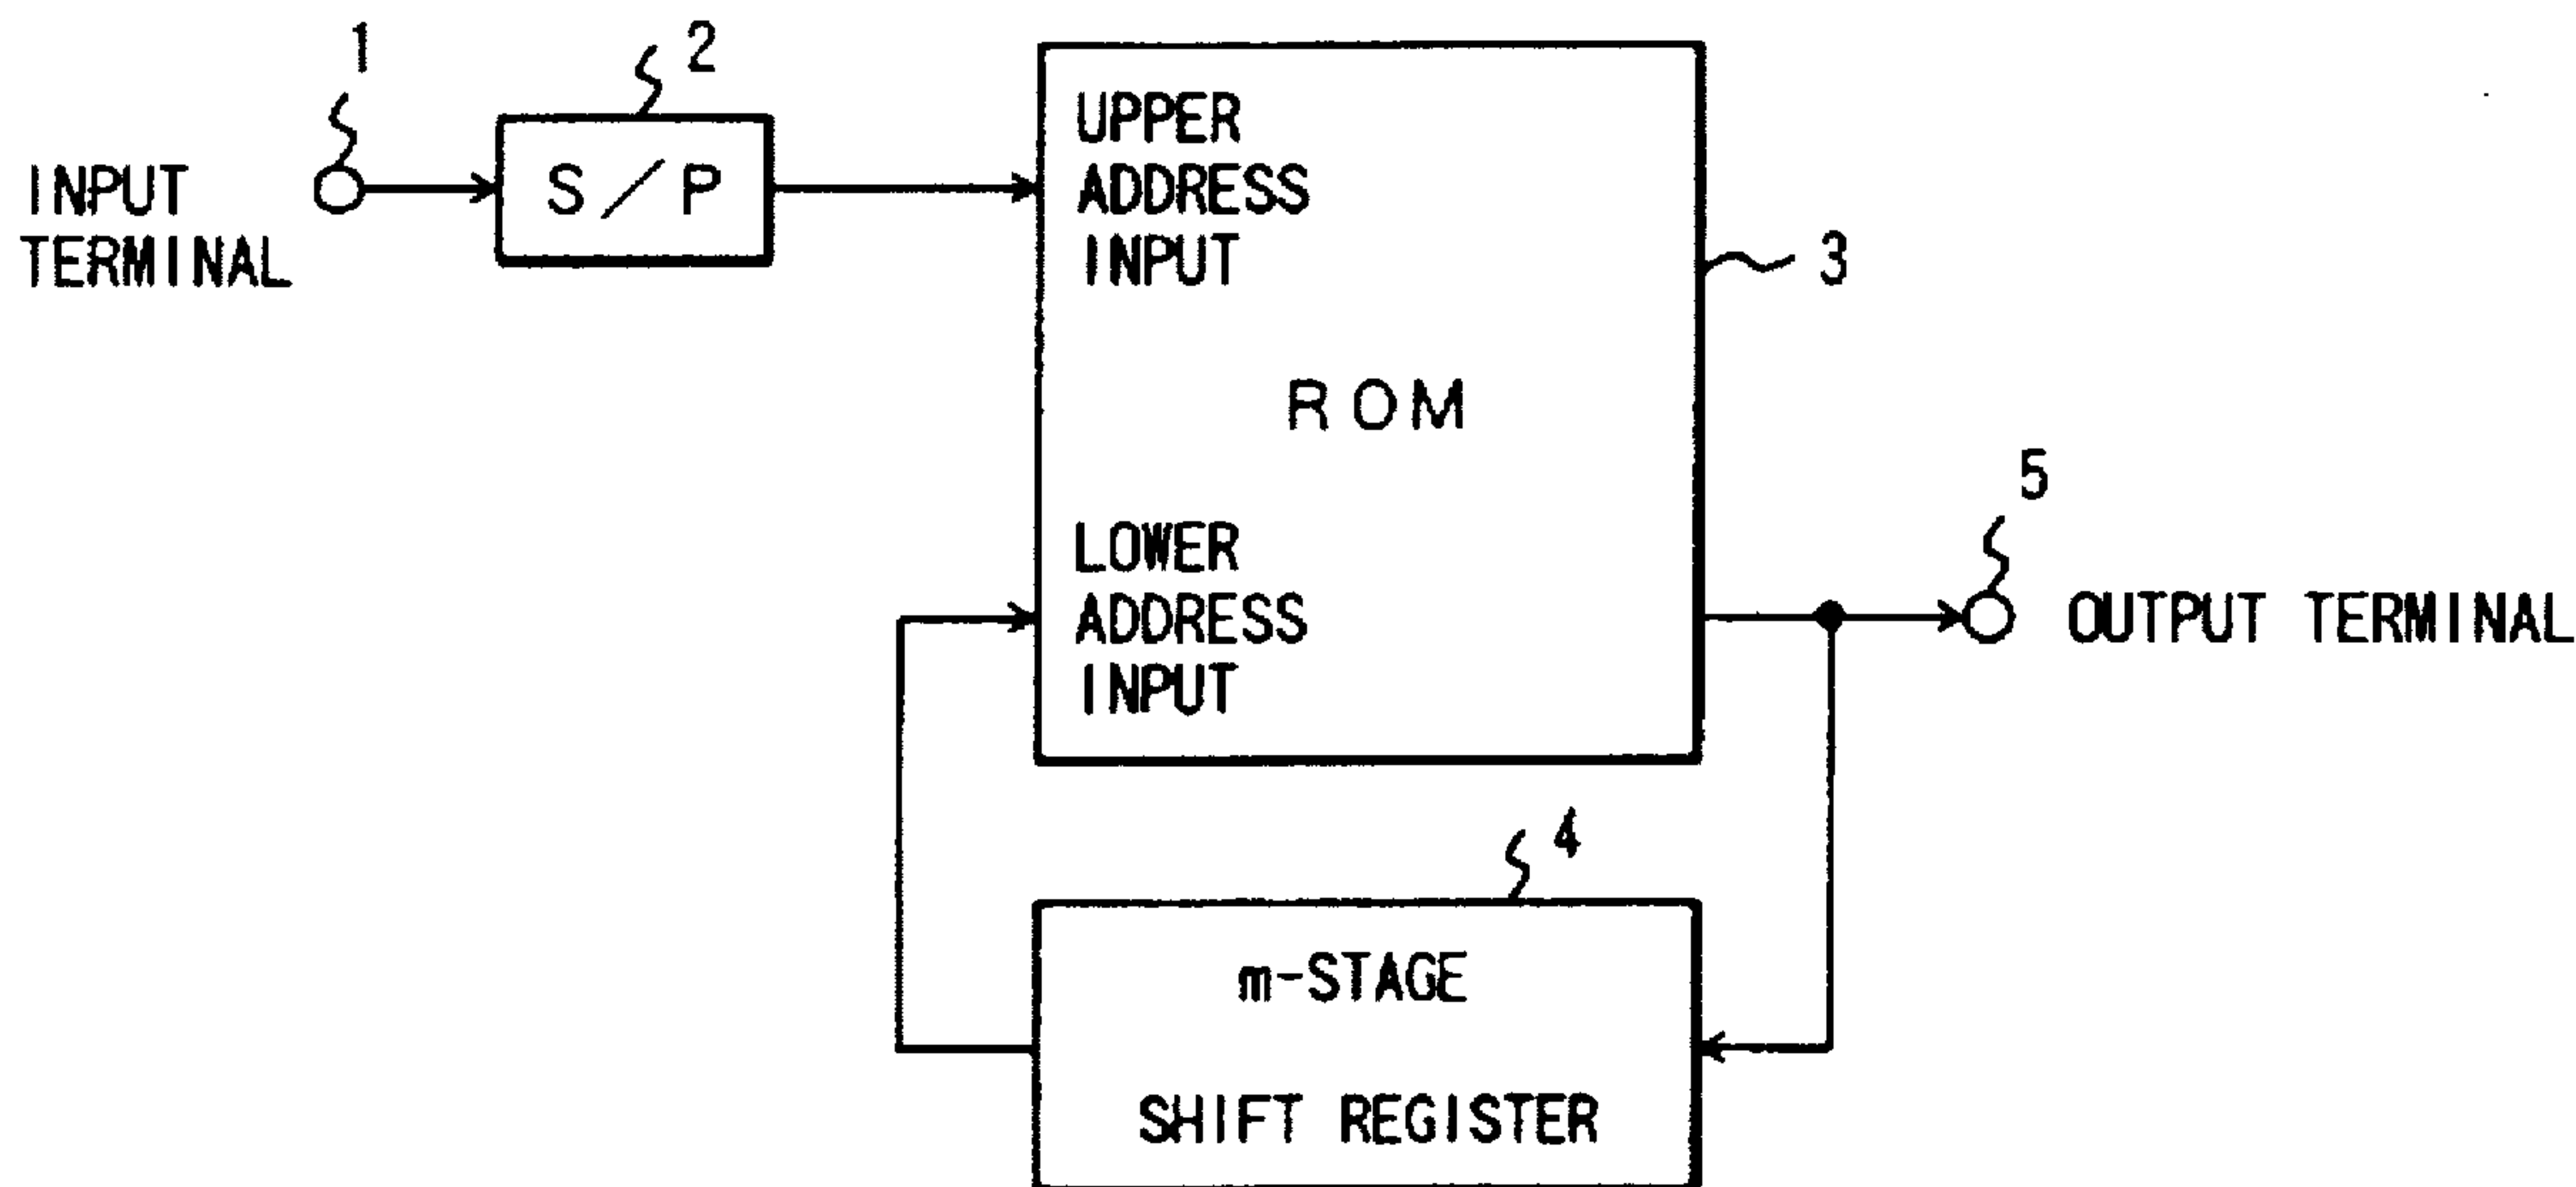 1
2
INPUT
TERMINAL
S/P
UPPER
ADDRESS
INPUT
3
ROM
LOWER
ADDRESS
INPUT
5
OUTPUT TERMINAL
4
m-STAGE
SHIFT REGISTER